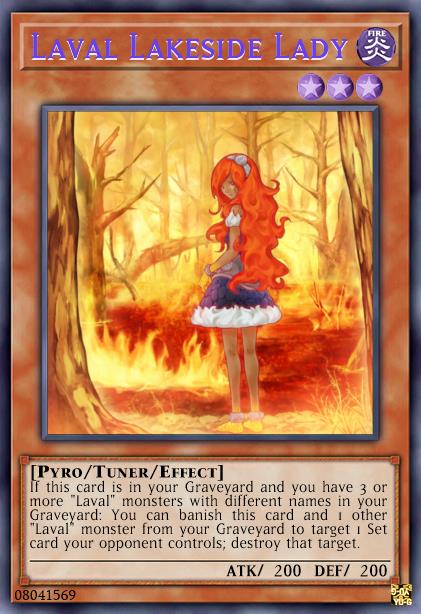 Laval Lakeside Lady
FIRE
炎
[Pyro/Tuner/Effect]
If this card is in your Graveyard and you have 3 or
more "Laval" monsters with different names in your
Graveyard: You can banish this card and 1 other
"Laval" monster from your Graveyard to target 1 Set
card your opponent controls; destroy that target.
ATK/ 200 DEF/ 200
08041569